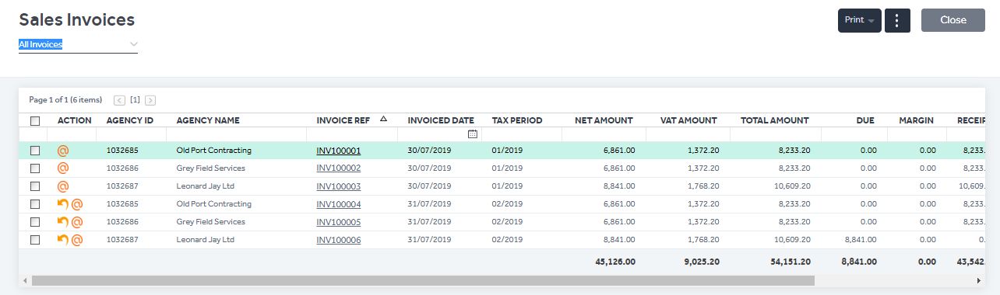 Sales Invoices
Print
Close
All Invoices
Page 1 of 1 (6 items) [1]
ACTION AGENCY ID AGENCY NAME INVOICE REF INVOICED DATE TAX PERIOD NET AMOUNT VAT AMOUNT TOTAL AMOUNT DUE MARGIN RECEIP
@ 1032685 Old Port Contracting INV100001 30/07/2019 01/2019 6,861.00 1,372.20 8,233.20 0.00 0.00 8,233.
@ 1032686 Grey Field Services INV100002 30/07/2019 01/2019 6,861.00 1,372.20 8,233.20 0.00 0.00 8,233.
@ 1032687 Leonard Jay Ltd INV100003 30/07/2019 01/2019 8,841.00 1,768.20 10,609.20 0.00 0.00 10,609.
@ 1032685 Old Port Contracting INV100004 31/07/2019 02/2019 6,861.00 1,372.20 8,233.20 0.00 0.00 8,233.
@ 1032686 Grey Field Services INV100005 31/07/2019 02/2019 6,861.00 1,372.20 8,233.20 0.00 0.00 8,233.
@ 1032687 Leonard Jay Ltd INV100006 31/07/2019 02/2019 8,841.00 1,768.20 10,609.20 8,841.00 0.00 0.
45,126.00 9,025.20 54,151.20 8,841.00 0.00 43,542.